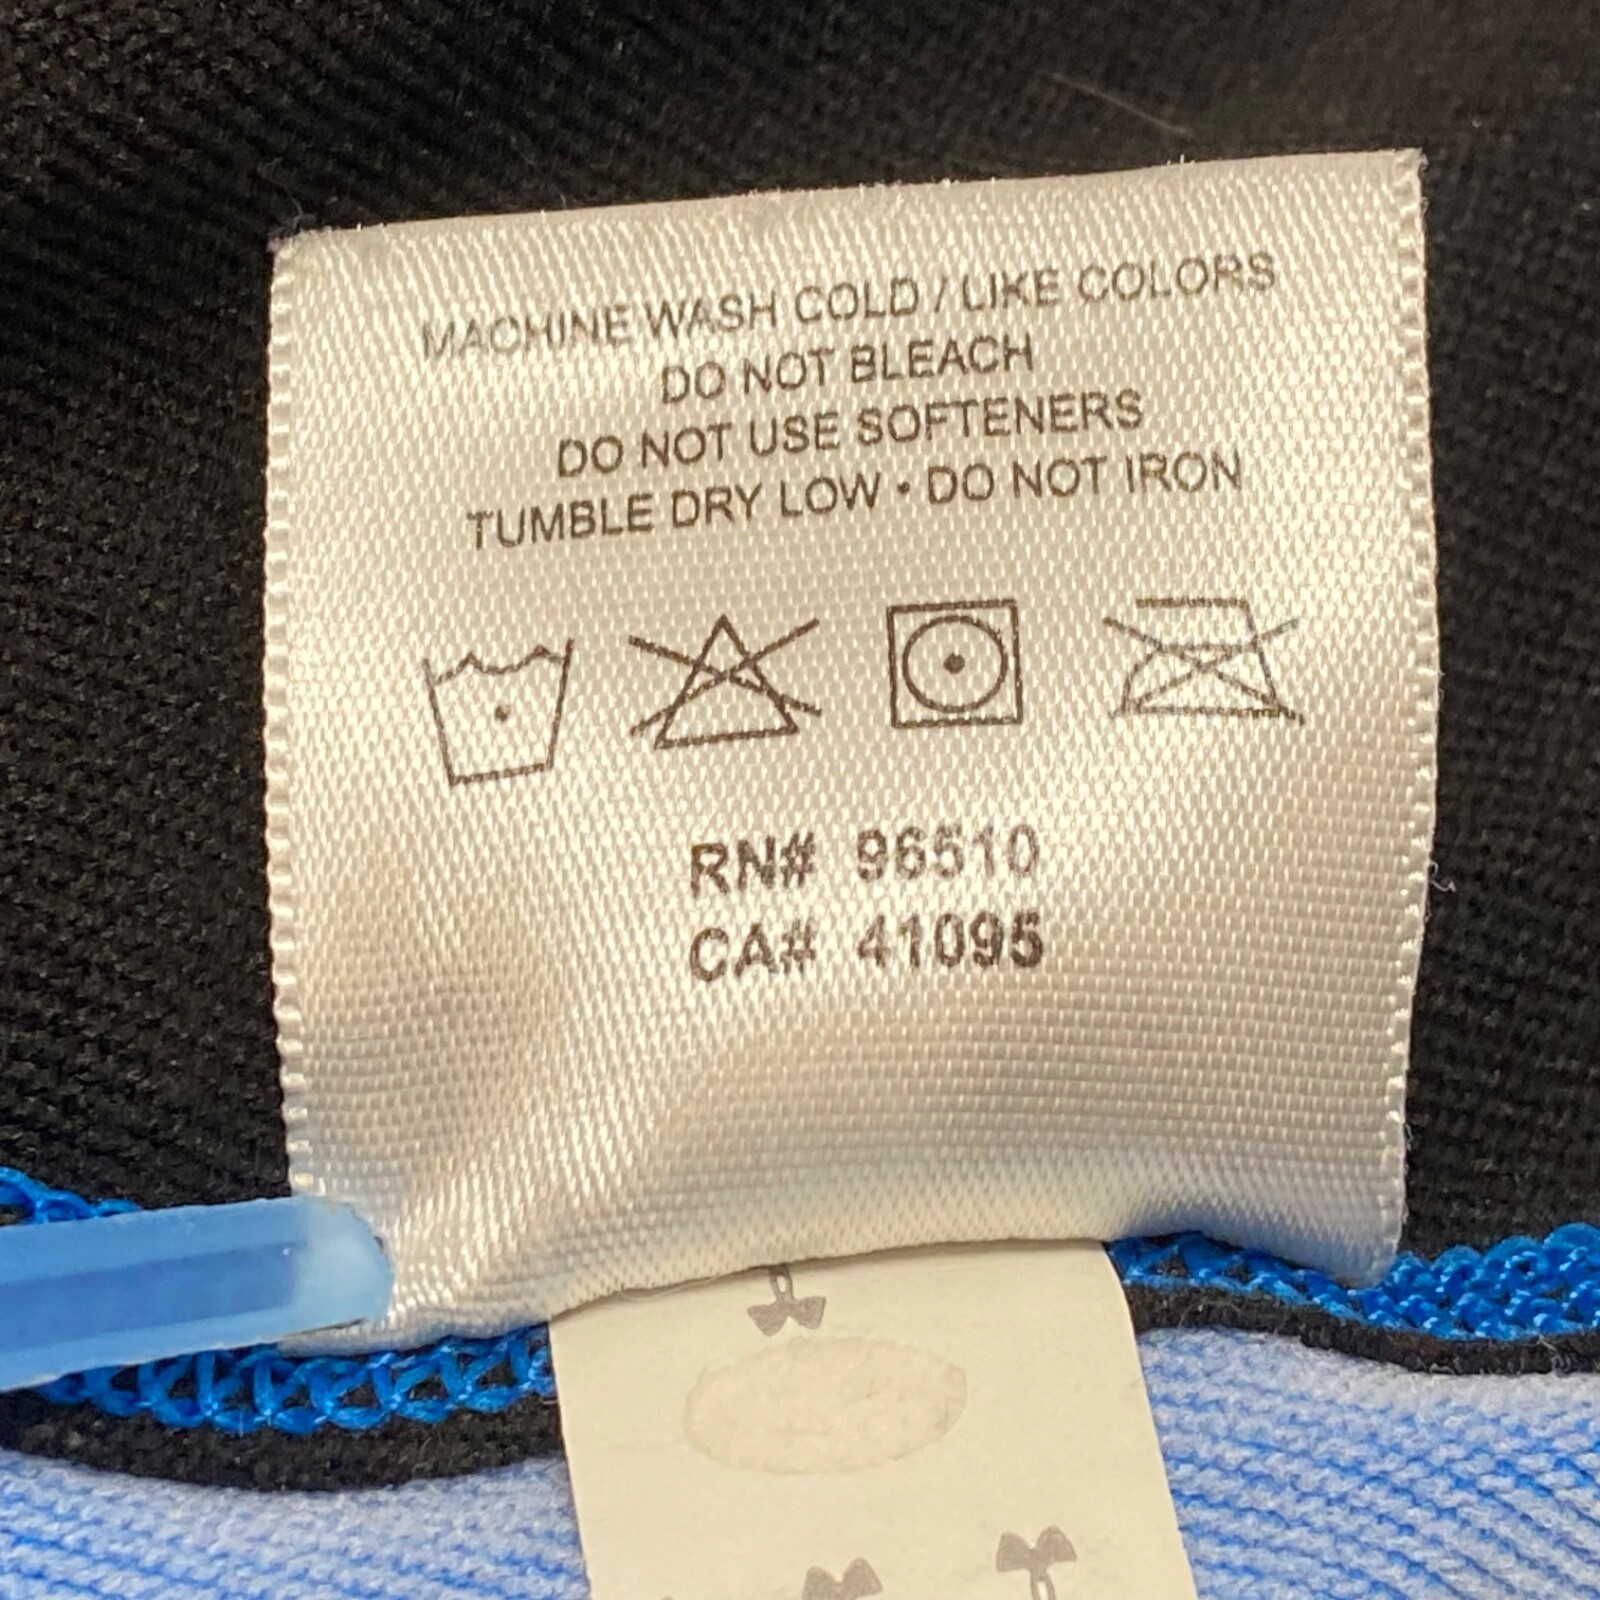 MACHINE WASH COLD / LIKE COLORS
DO NOT BLEACH
DO NOT USE SOFTENERS
TUMBLE DRY LOW • DO NOT IRON
RN# 96510
CA# 41095